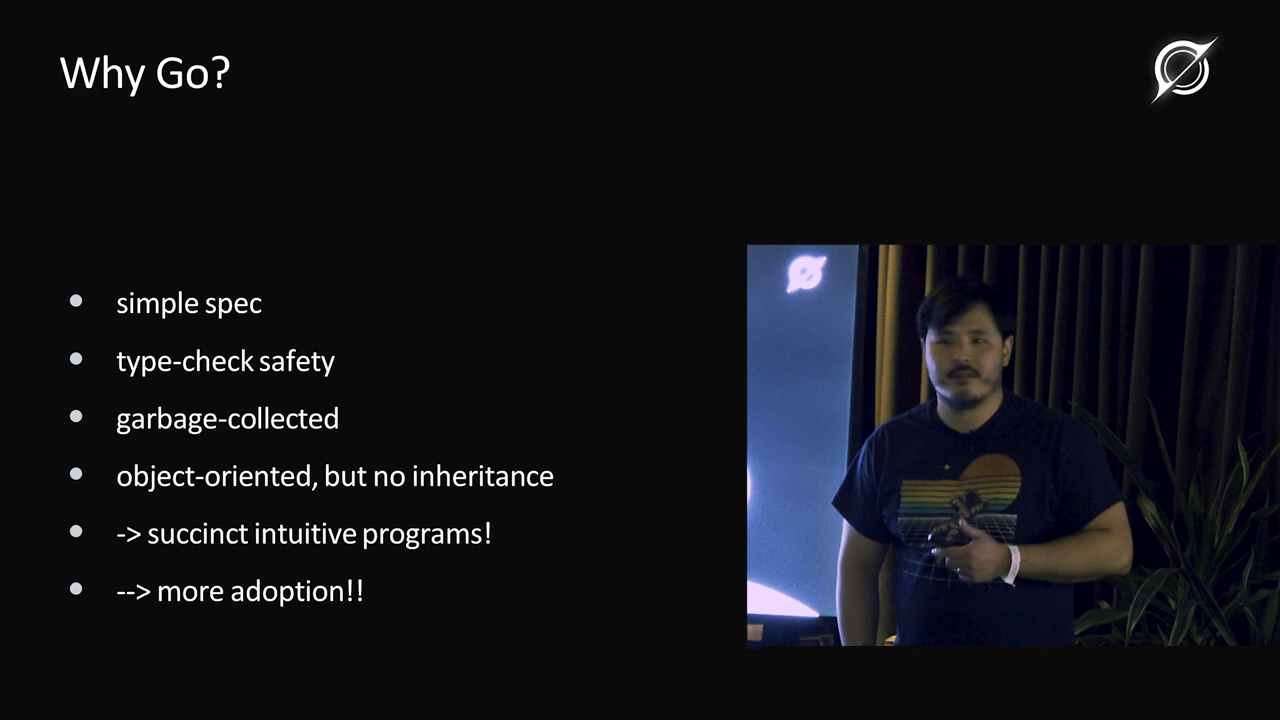 Why Go?
simple spec
type-check safety
garbage-collected
object-oriented, but no inheritance
-> succinct intuitive programs!
--> more adoption!!